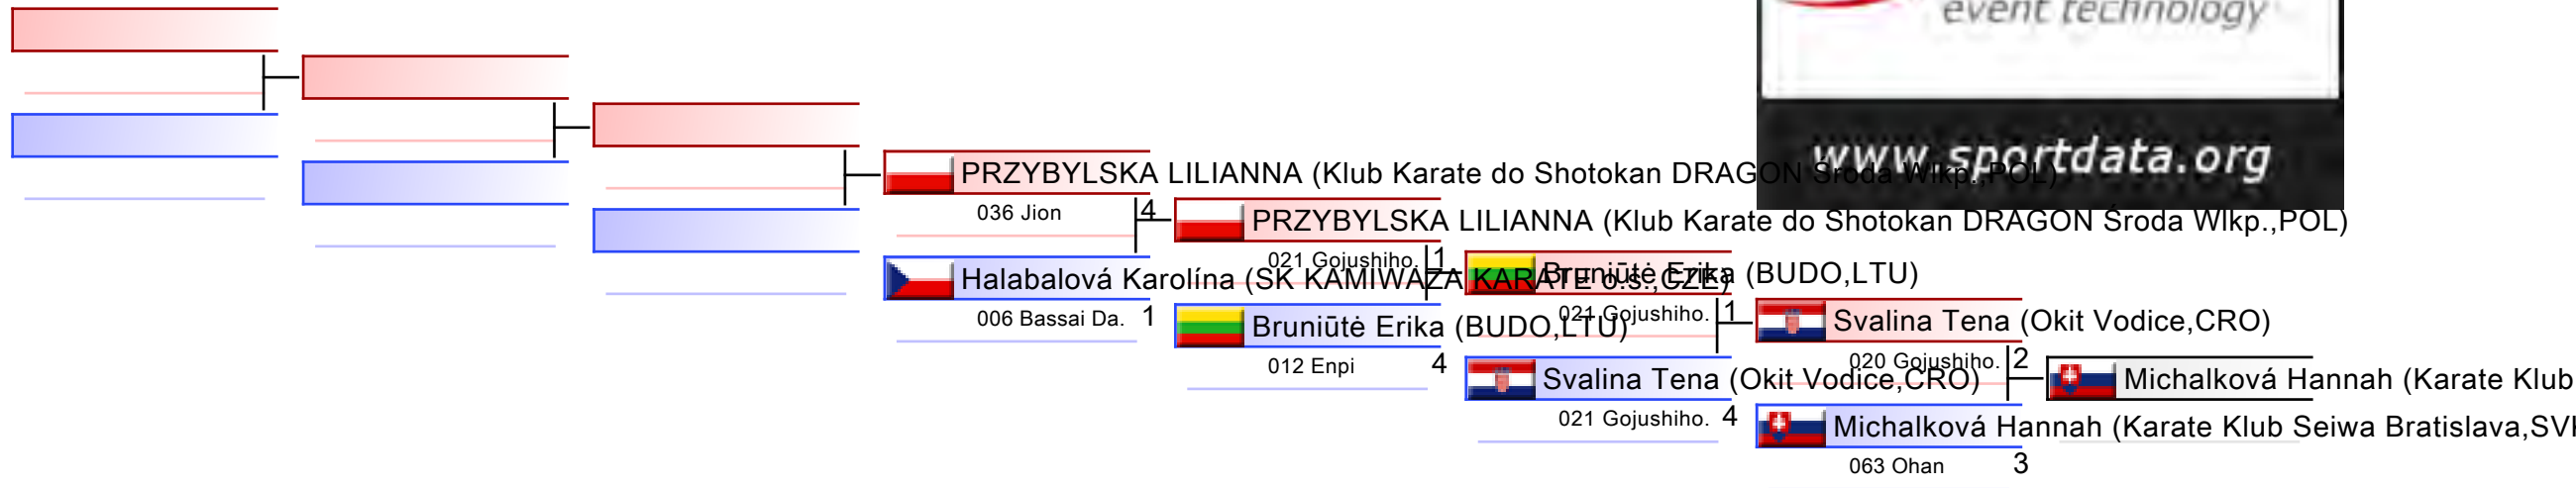 event technology
www.sportdata.org
PRZYBYLSKA LILIANNA (Klub Karate do Shotokan DRAGON Środa Wlkp.,POL)
036 Jion 4
PRZYBYLSKA LILIANNA (Klub Karate do Shotokan DRAGON Środa Wlkp.,POL)
021 Gojushiho. 1
Halabalová Karolína (SK KAMIWAZA KARATE o.s.,CZE)
006 Bassai Da. 1
Bruniūtė Erika (BUDO,LTU)
021 Gojushiho. 1
Bruniūtė Erika (BUDO,LTU)
012 Enpi 4
Svalina Tena (Okit Vodice,CRO)
020 Gojushiho. 2
Svalina Tena (Okit Vodice,CRO)
021 Gojushiho. 4
Michalková Hannah (Karate Klub
Michalková Hannah (Karate Klub Seiwa Bratislava,SV
063 Ohan 3